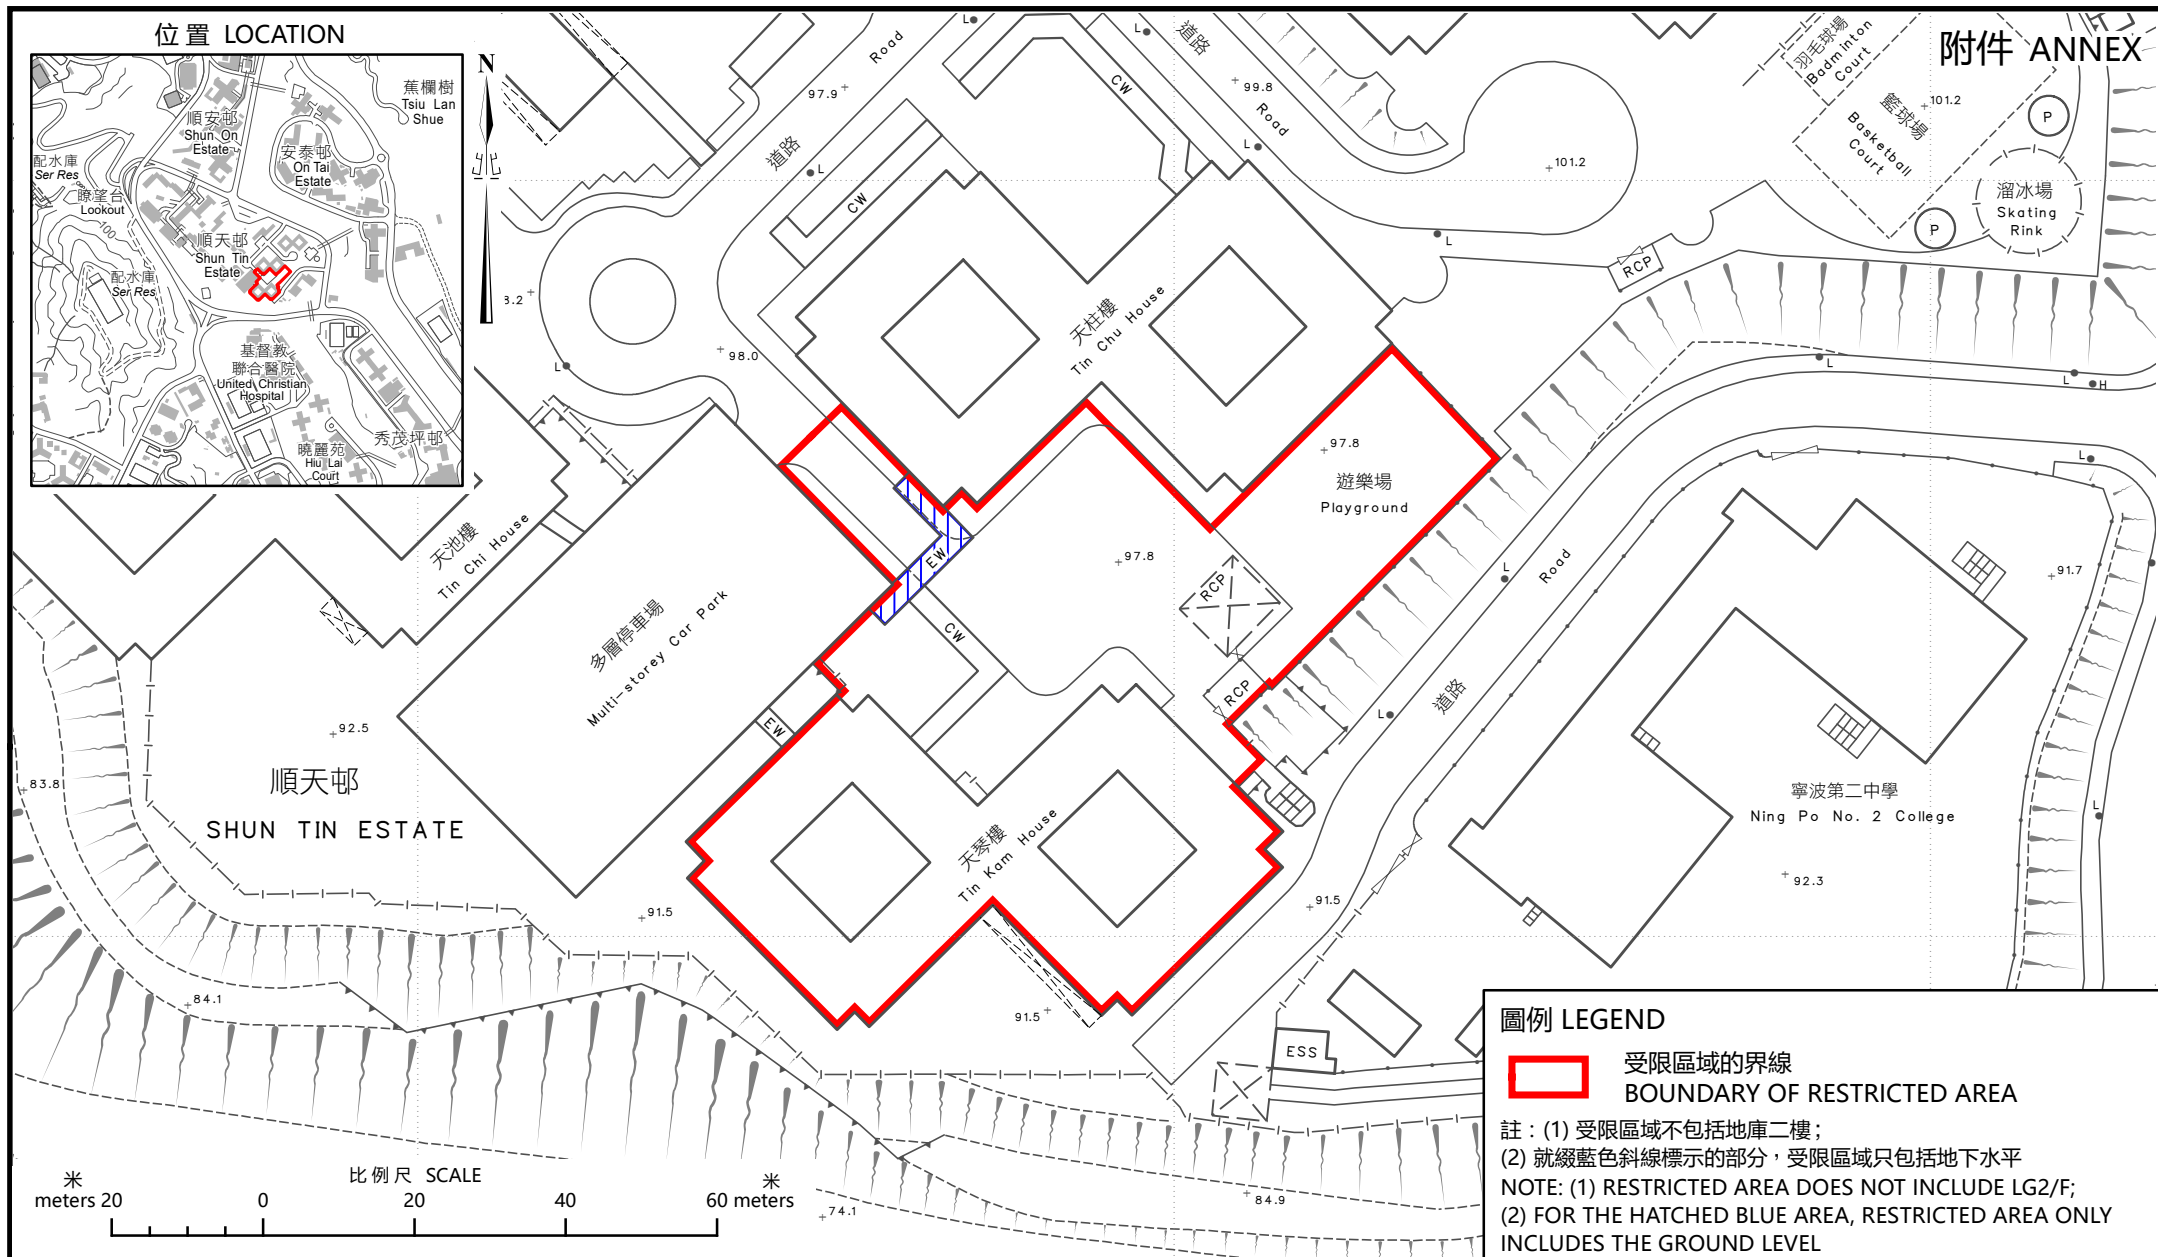 位置 LOCATION
附件 ANNEX
蕉欄樹
Tsiu Lan
Shue
順安邨
Shun On
Estate
安泰邨
On Tai
Estate
配水庫
Ser Res
瞭望台
Lookout
100
順天邨
Shun Tin
Estate
配水庫
Ser Res
基督教
聯合醫院
United Christian
Hospital
秀茂坪邨
曉麗苑
Hiu Lai
Court
N
道路
Road
97.9
L
L
CW
CW
L
道路
Road
99.8
L
101.2
羽毛球場
Badminton
Court
籃球場
Basketball
Court
101.2
P
P
溜冰場
Skating
Rink
L
RCP
98.0
L
天柱樓
Tin Chu House
L
L
H
97.8
遊樂場
Playground
天池樓
Tin Chi House
多層停車場
Multi-storey Car Park
EW
CW
97.8
RCP
RCP
EW
L
Road
道路
L
L
91.7
L
92.5
順天邨
SHUN TIN ESTATE
83.8
天琴樓
Tin Kam House
寧波第二中學
Ning Po No. 2 College
92.3
91.5
91.5
91.5
84.1
ESS
84.9
74.1
比例尺 SCALE
米
meters 20 0 20 40 60 meters
米
圖例 LEGEND
受限區域的界線
BOUNDARY OF RESTRICTED AREA
註：(1) 受限區域不包括地庫二樓；
(2) 就綴藍色斜線標示的部分，受限區域只包括地下水平
NOTE: (1) RESTRICTED AREA DOES NOT INCLUDE LG2/F;
(2) FOR THE HATCHED BLUE AREA, RESTRICTED AREA ONLY
INCLUDES THE GROUND LEVEL